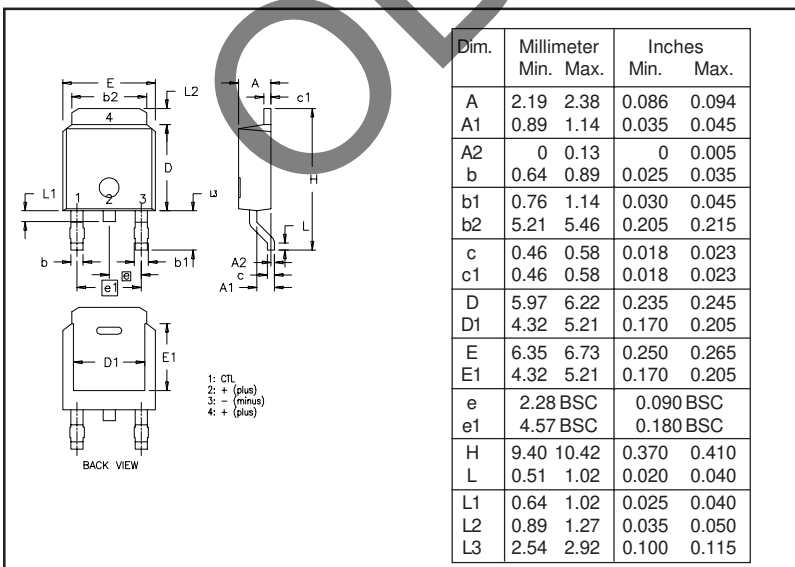 E
b2
L2
4
D
L1
1 2 3
L3
b
b1
e
e1
A
c1
H
L
A2
c
A1
D1
E1
BACK VIEW
1: CTL
2: + (plus)
3: – (minus)
4: + (plus)
Dim. Millimeter Inches
Min. Max. Min. Max.
A 2.19 2.38 0.086 0.094
A1 0.89 1.14 0.035 0.045
A2 0 0.13 0 0.005
b 0.64 0.89 0.025 0.035
b1 0.76 1.14 0.030 0.045
b2 5.21 5.46 0.205 0.215
c 0.46 0.58 0.018 0.023
c1 0.46 0.58 0.018 0.023
D 5.97 6.22 0.235 0.245
D1 4.32 5.21 0.170 0.205
E 6.35 6.73 0.250 0.265
E1 4.32 5.21 0.170 0.205
e 2.28 BSC 0.090 BSC
e1 4.57 BSC 0.180 BSC
H 9.40 10.42 0.370 0.410
L 0.51 1.02 0.020 0.040
L1 0.64 1.02 0.025 0.040
L2 0.89 1.27 0.035 0.050
L3 2.54 2.92 0.100 0.115